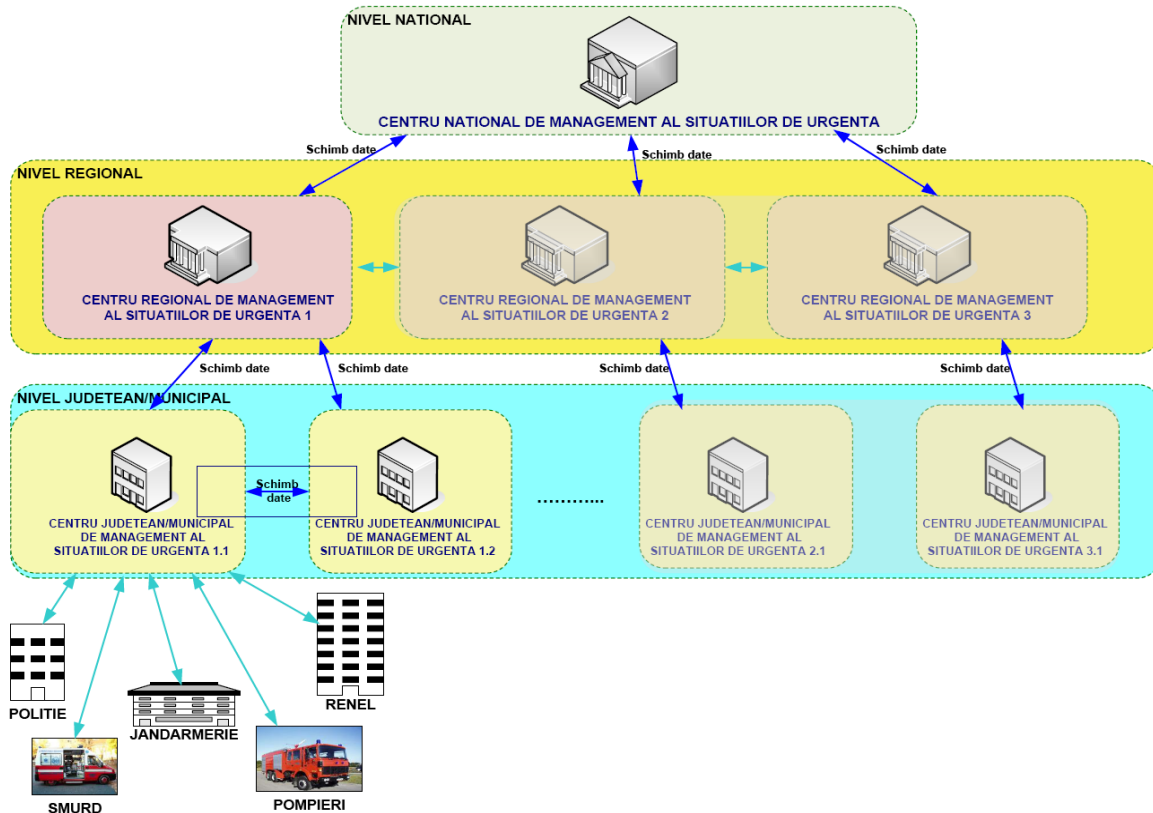 NIVEL NATIONAL
CENTRU NATIONAL DE MANAGEMENT AL SITUATIILOR DE URGENTA
Schimb date
Schimb date
Schimb date
NIVEL REGIONAL
CENTRU REGIONAL DE MANAGEMENT
AL SITUATIILOR DE URGENTA 1
CENTRU REGIONAL DE MANAGEMENT
AL SITUATIILOR DE URGENTA 2
CENTRU REGIONAL DE MANAGEMENT
AL SITUATIILOR DE URGENTA 3
Schimb date
Schimb date
Schimb date
Schimb date
NIVEL JUDETEAN/MUNICIPAL
Schimb
date
CENTRU JUDETEAN/MUNICIPAL
DE MANAGEMENT AL
SITUATIILOR DE URGENTA 1.1
CENTRU JUDETEAN/MUNICIPAL
DE MANAGEMENT AL
SITUATIILOR DE URGENTA 1.2
...........
CENTRU JUDETEAN/MUNICIPAL
DE MANAGEMENT AL
SITUATIILOR DE URGENTA 2.1
CENTRU JUDETEAN/MUNICIPAL
DE MANAGEMENT AL
SITUATIILOR DE URGENTA 3.1
POLITIE
JANDARMERIE
RENEL
SMURD
POMPIERI